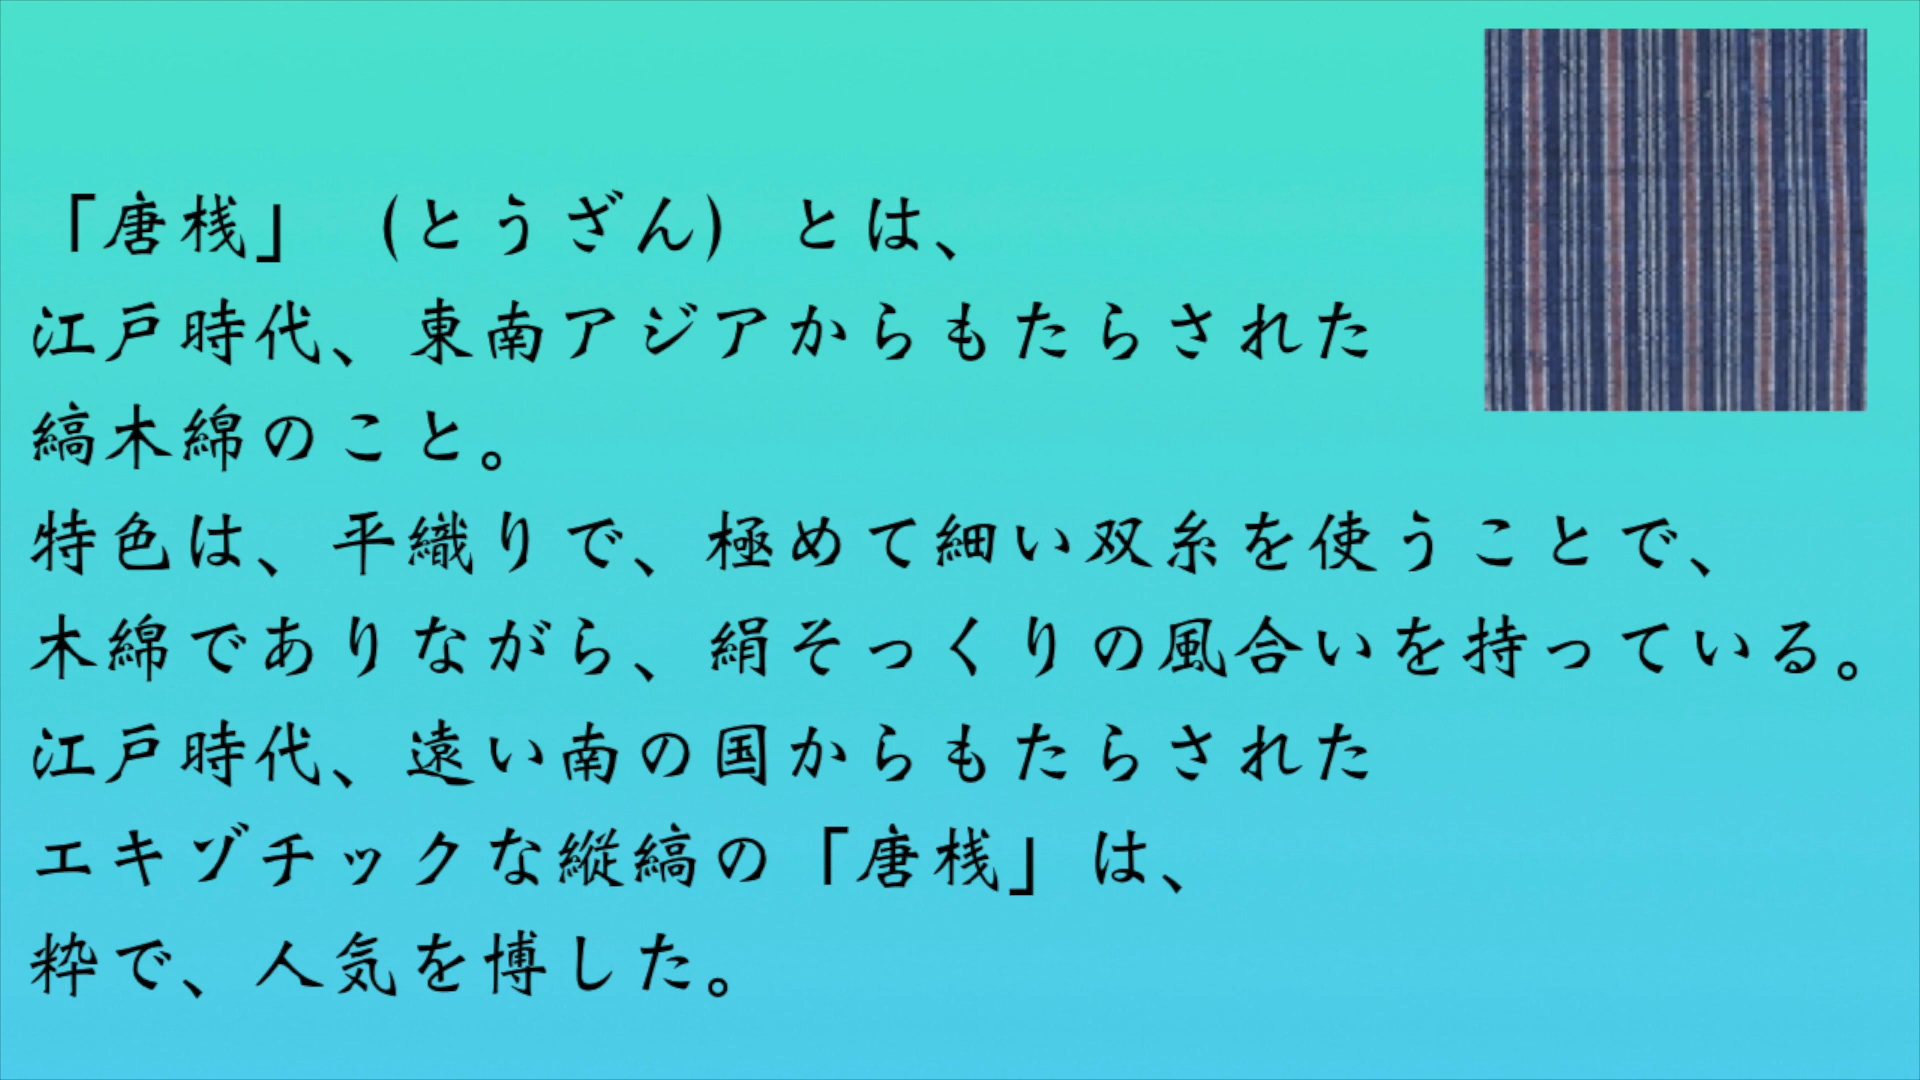 「唐桟」（とうざん）とは、
江戸時代、東南アジアからもたらされた
縞木綿のこと。
特色は、平織りで、極めて細い双糸を使うことで、
木綿でありながら、絹そっくりの風合いを持っている。
江戸時代、遠い南の国からもたらされた
エキゾチックな縦縞の「唐桟」は、
粋で、人気を博した。